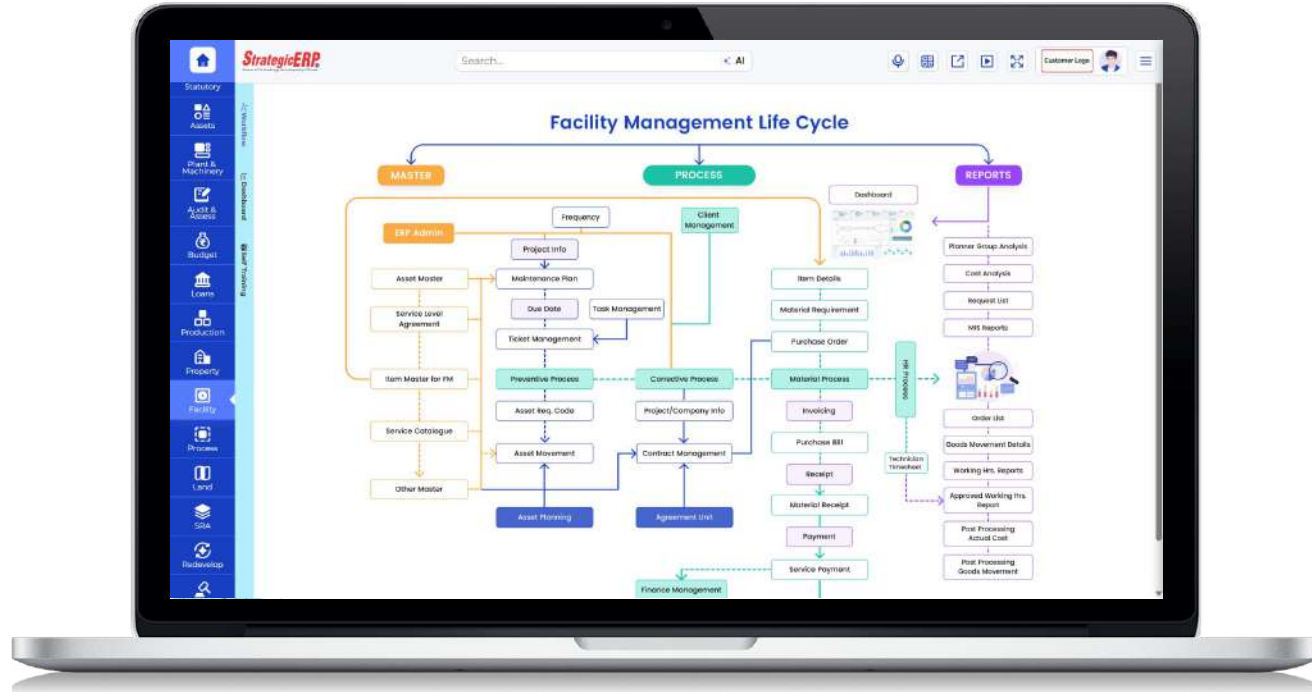 StrategicERP
Search...
AI
Customer Logo
Statutory
Assets
Plant &
Machinery
Audit &
Assess
Budget
Loans
Production
Property
Facility
Process
Land
SRA
Redevelop
Workflow
Dashboard
Self Training
Facility Management Life Cycle
MASTER
PROCESS
REPORTS
Dashboard
ERP Admin
Frequency
Client
Management
Project Info
Asset Master
Maintenance Plan
Service Level
Agreement
Due Date
Task Management
Ticket Management
Item Master for FM
Preventive Process
Corrective Process
Material Process
Asset Req. Code
Project/Company Info
Service Catalogue
Asset Movement
Contract Management
Other Master
Asset Planning
Agreement Unit
Item Details
Material Requirement
Purchase Order
Invoicing
Purchase Bill
Receipt
Material Receipt
Payment
Service Payment
Finance Management
HR Process
Technician
Timesheet
Planner Group Analysis
Cost Analysis
Request List
MIS Reports
Order List
Goods Movement Details
Working Hrs. Reports
Approved Working Hrs.
Report
Post Processing
Actual Cost
Post Processing
Goods Movement